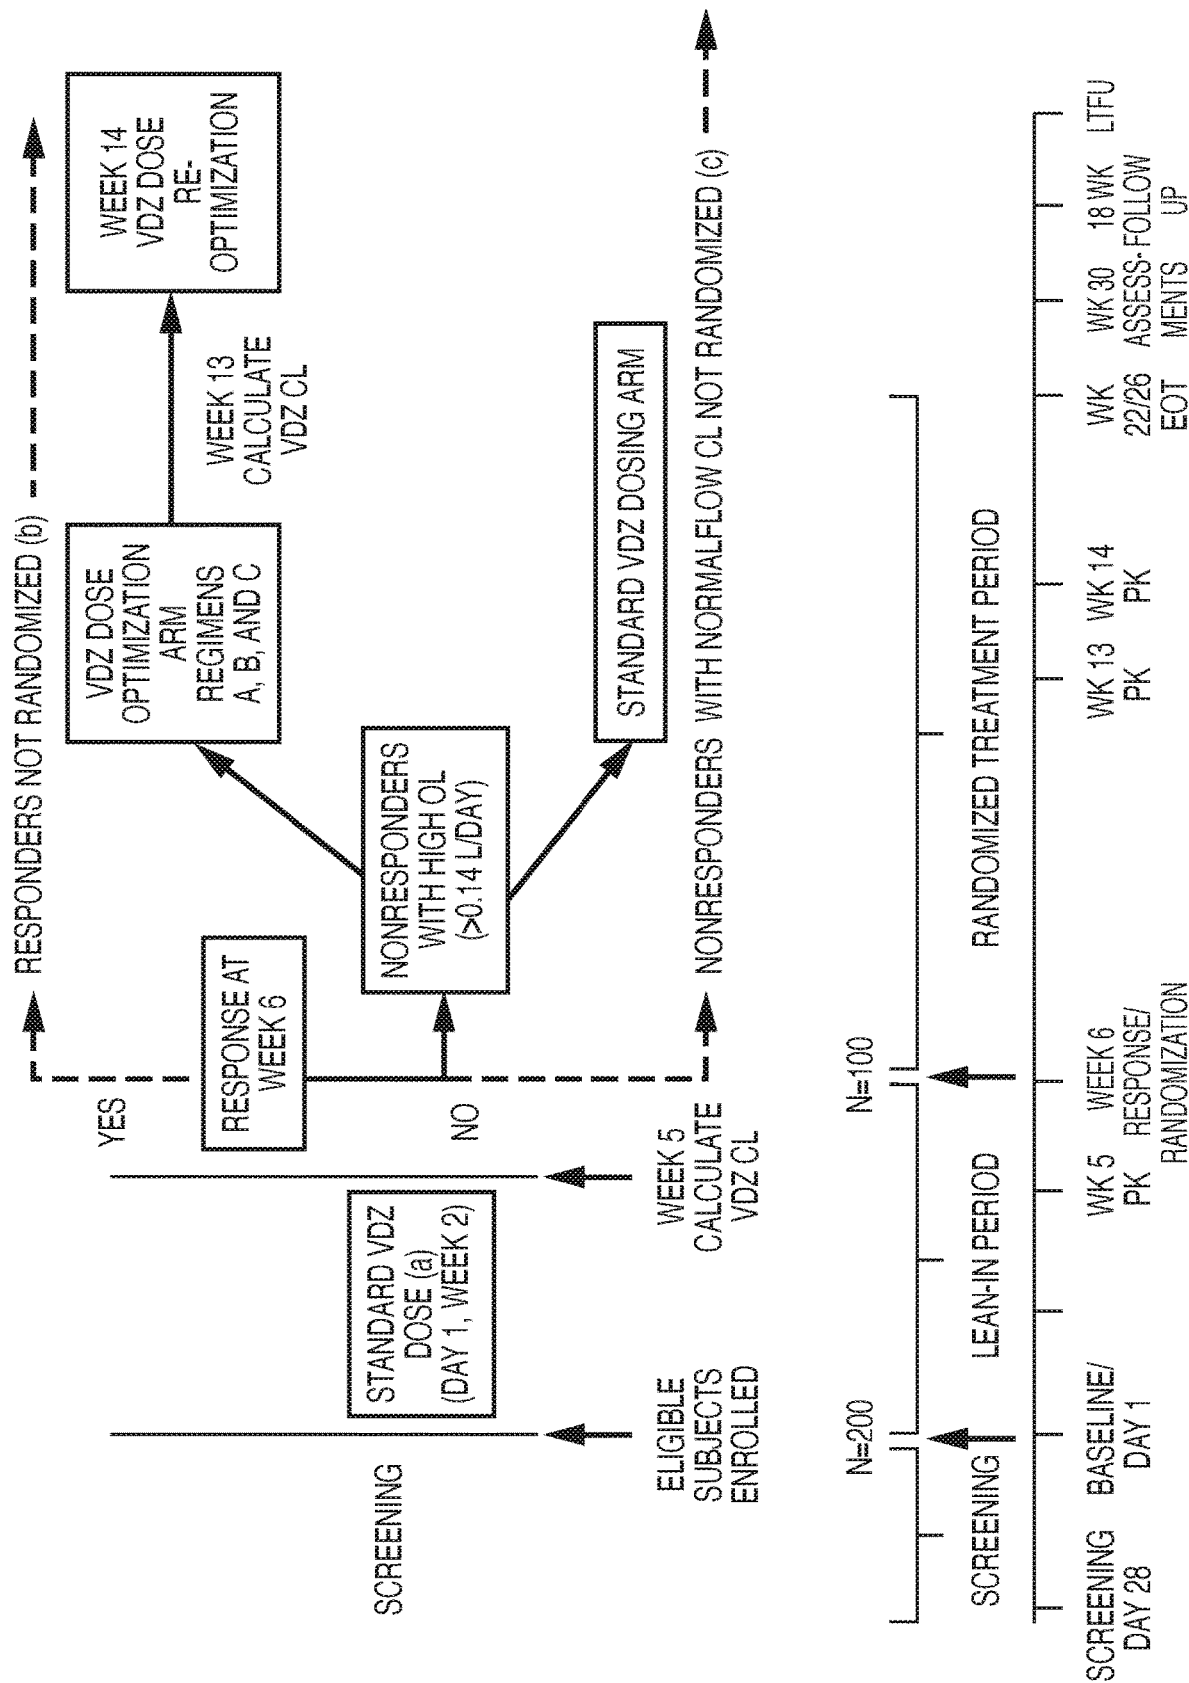 RESPONDERS NOT RANDOMIZED (b)
YES
RESPONSE AT
WEEK 6
NO
SCREENING
STANDARD VDZ
DOSE (a)
(DAY 1, WEEK 2)
ELIGIBLE
SUBJECTS
ENROLLED
WEEK 5
CALCULATE
VDZ CL
NONRESPONDERS
WITH HIGH OL
(>0.14 L/DAY)
VDZ DOSE
OPTIMIZATION
ARM
REGIMENS
A, B, AND C
WEEK 13
CALCULATE
VDZ CL
WEEK 14
VDZ DOSE
RE-
OPTIMIZATION
STANDARD VDZ DOSING ARM
NONRESPONDERS WITH NORMALFLOW CL NOT RANDOMIZED (c)
N=200
N=100
SCREENING
LEAN-IN PERIOD
RANDOMIZED TREATMENT PERIOD
SCREENING
DAY 28
BASELINE/
DAY 1
WK 5
PK
WEEK 6
RESPONSE/
RANDOMIZATION
WK 13
PK
WK 14
PK
WK
22/26
EOT
WK 30
ASSESS-
MENTS
18 WK
FOLLOW
UP
LTFU